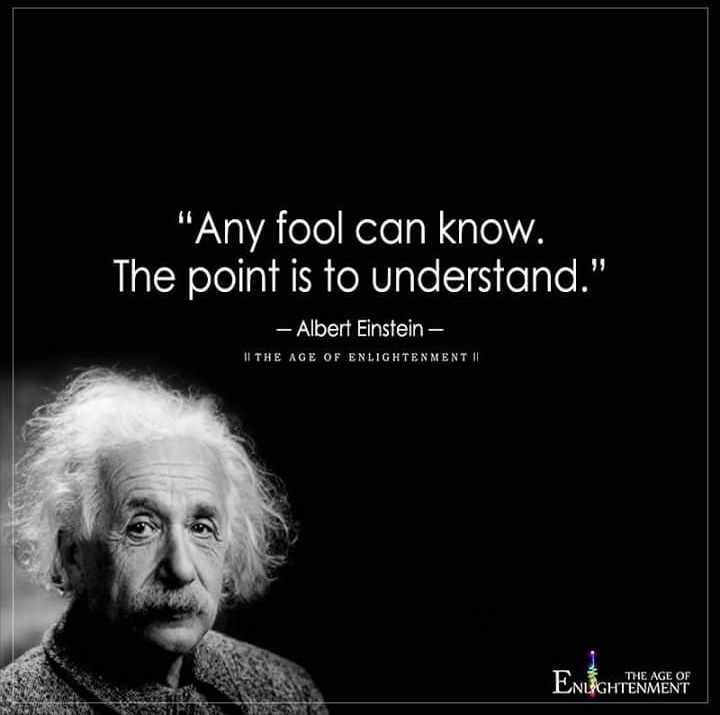 “Any fool can know.
The point is to understand.”
— Albert Einstein —
|| THE AGE OF ENLIGHTENMENT ||
THE AGE OF
ENLIGHTENMENT